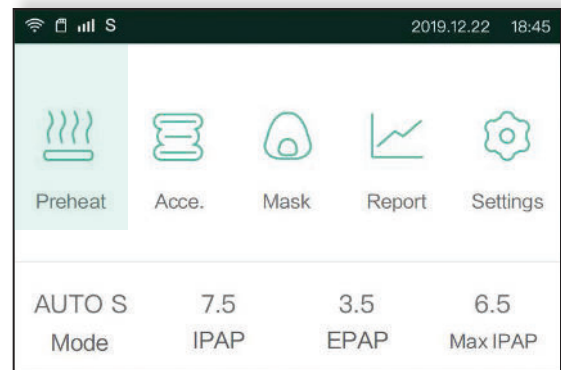 S 2019.12.22 18:45
Preheat Acce. Mask Report Settings
AUTO S 7.5 3.5 6.5
Mode IPAP EPAP Max IPAP